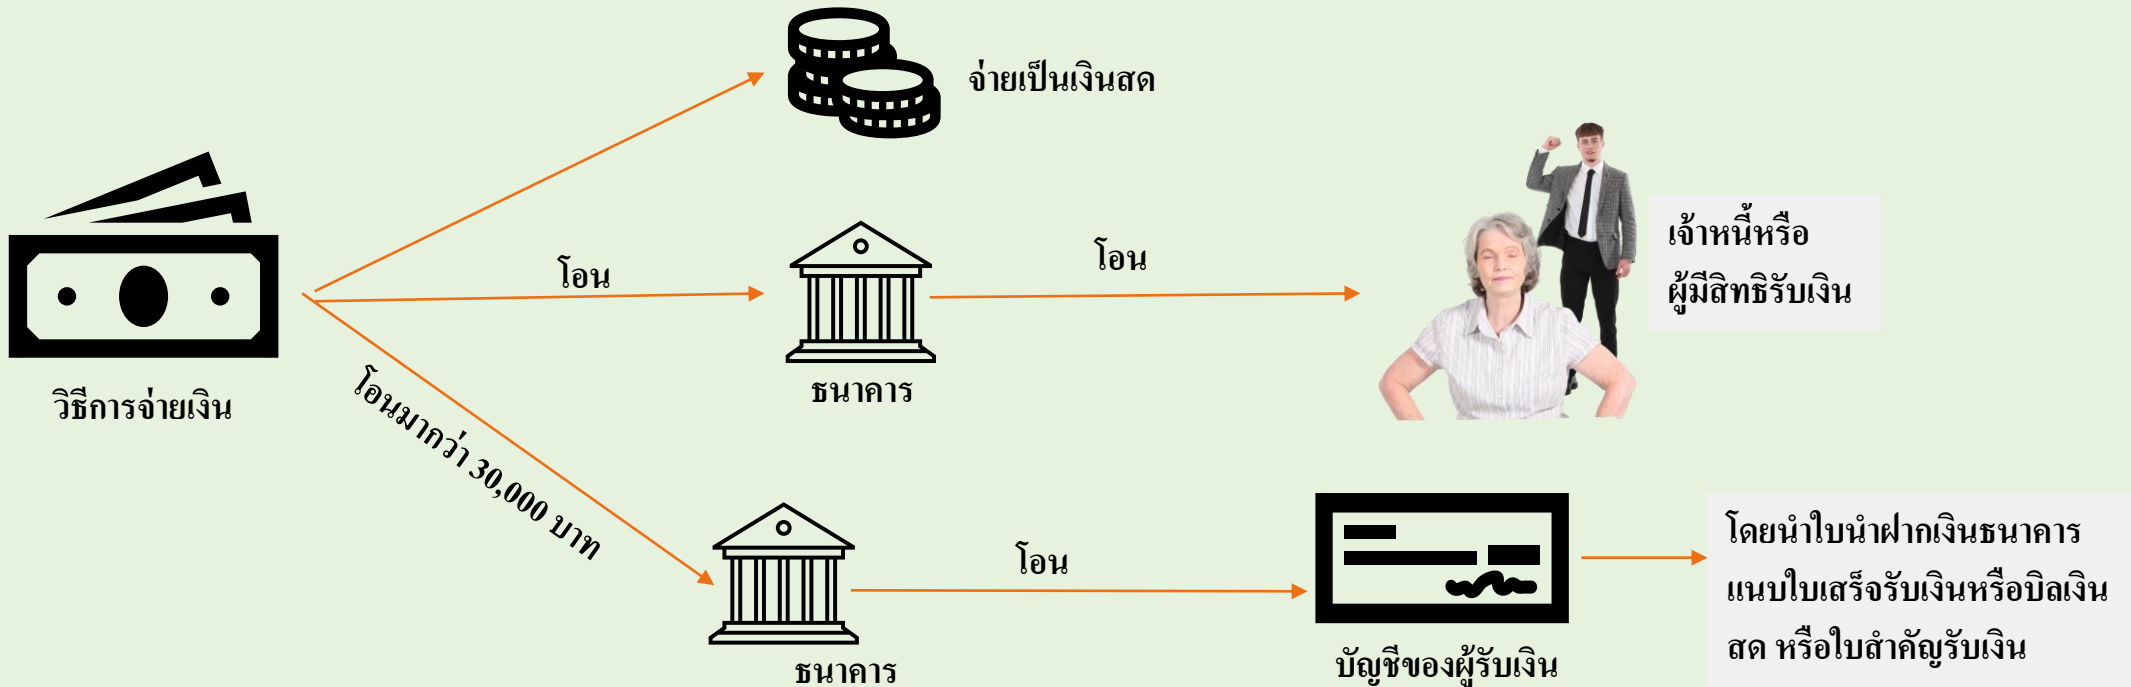 จ่ายเป็นเงินสด
โอน
โอน
เจ้าหนี้หรือ
ผู้มีสิทธิรับเงิน
ธนาคาร
วิธีการจ่ายเงิน
โอนมากว่า 30,000 บาท
โอน
ธนาคาร
บัญชีของผู้รับเงิน
โดยนำใบนำฝากเงินธนาคาร
แนบใบเสร็จรับเงินหรือบิลเงิน
สด หรือใบสำคัญรับเงิน